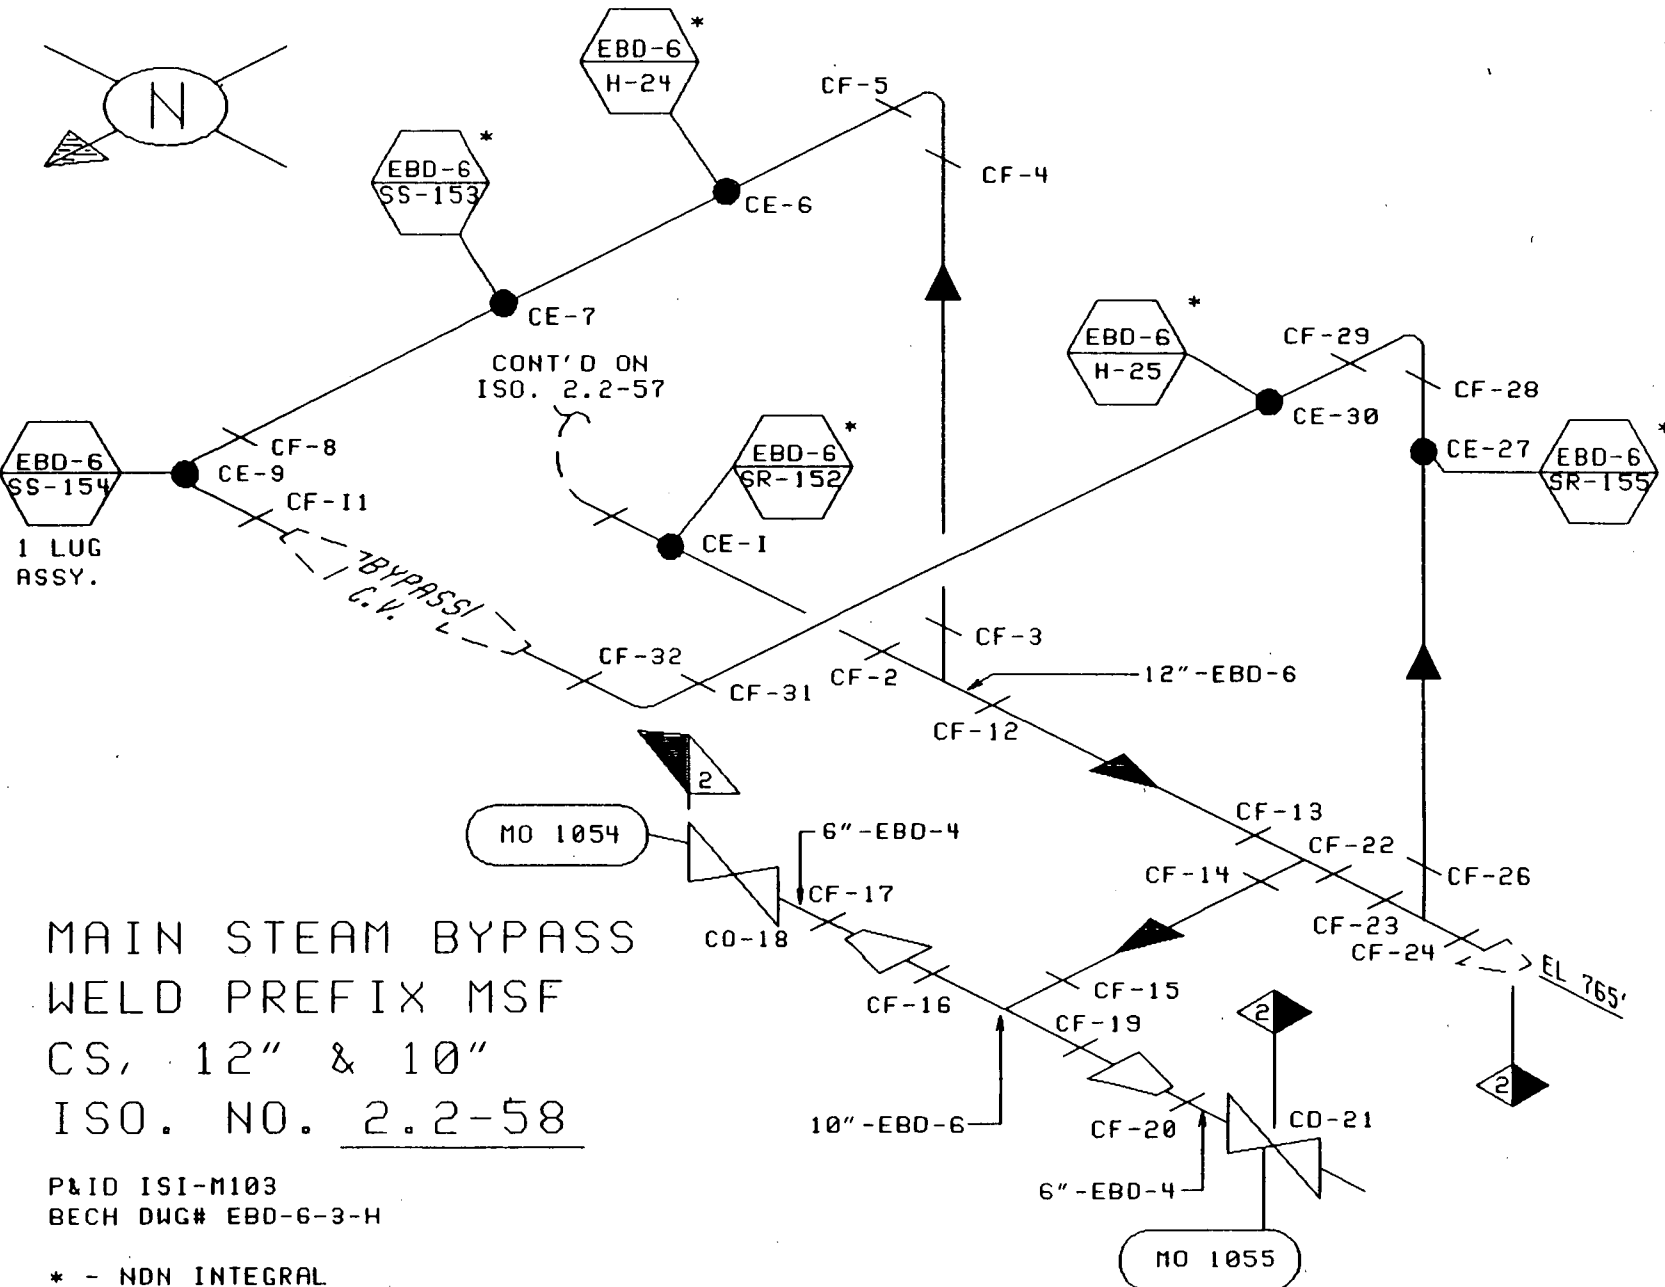 N
EBD-6
H-24
*
CF-5
EBD-6
SS-153
*
CF-4
CE-6
CE-7
CONT'D ON
ISO. 2.2-57
EBD-6
H-25
*
CF-29
CF-28
CE-30
CE-27
EBD-6
SR-155
*
CF-8
EBD-6
SS-154
CE-9
CF-I1
1 LUG
ASSY.
EBD-6
SR-152
*
CE-I
BYPASS
C.V.
CF-32
CF-31
CF-3
CF-2
12"-EBD-6
CF-12
2
MO 1054
6"-EBD-4
CF-13
CF-22
CF-14
CF-26
CF-17
CO-18
CF-23
CF-24
EL 765'
CF-16
CF-15
CF-19
2
2
10"-EBD-6
CF-20
CD-21
6"-EBD-4
MO 1055
MAIN STEAM BYPASS
WELD PREFIX MSF
CS, 12" & 10"
ISO. NO. 2.2-58
P&ID ISI-M103
BECH DWG# EBD-6-3-H
* - NDN INTEGRAL